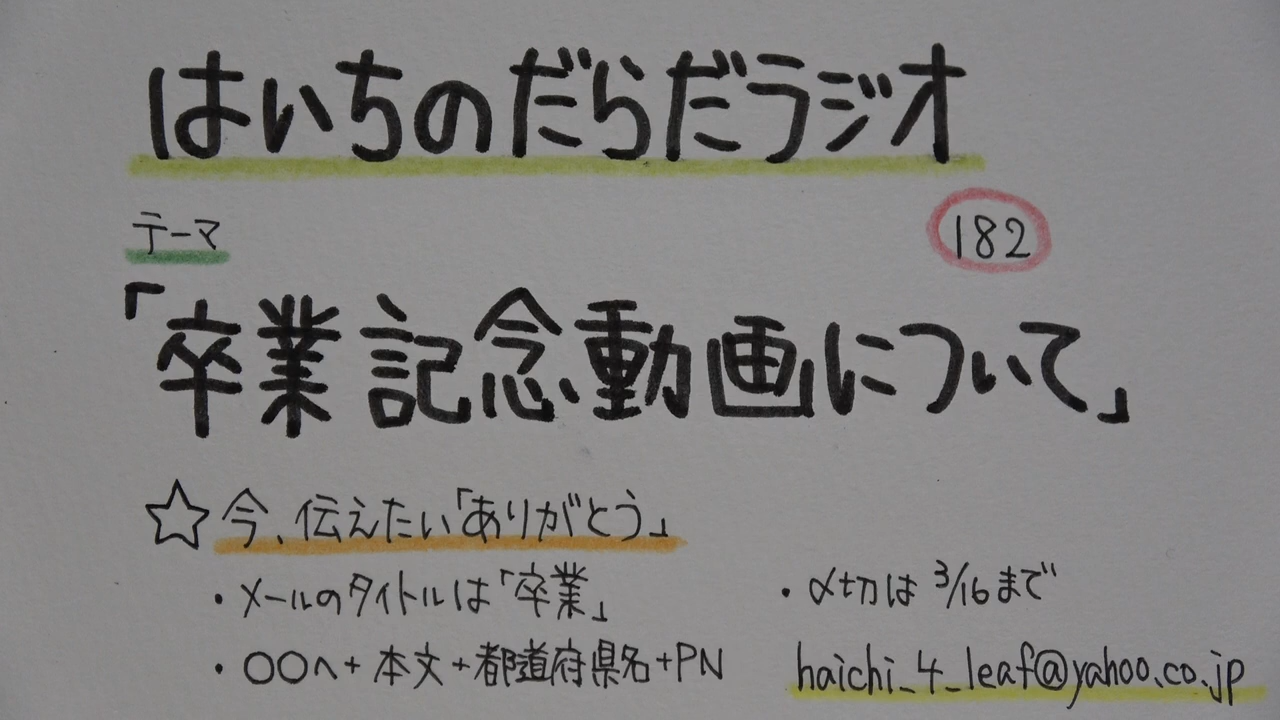 はいちのだらだラジオ
テーマ
182
「卒業記念動画について」
☆今、伝えたい「ありがとう」
・メールのタイトルは「卒業」
・〆切は 3/16まで
・〇〇へ+本文+都道府県名+PN
haichi_4_leaf@yahoo.co.jp